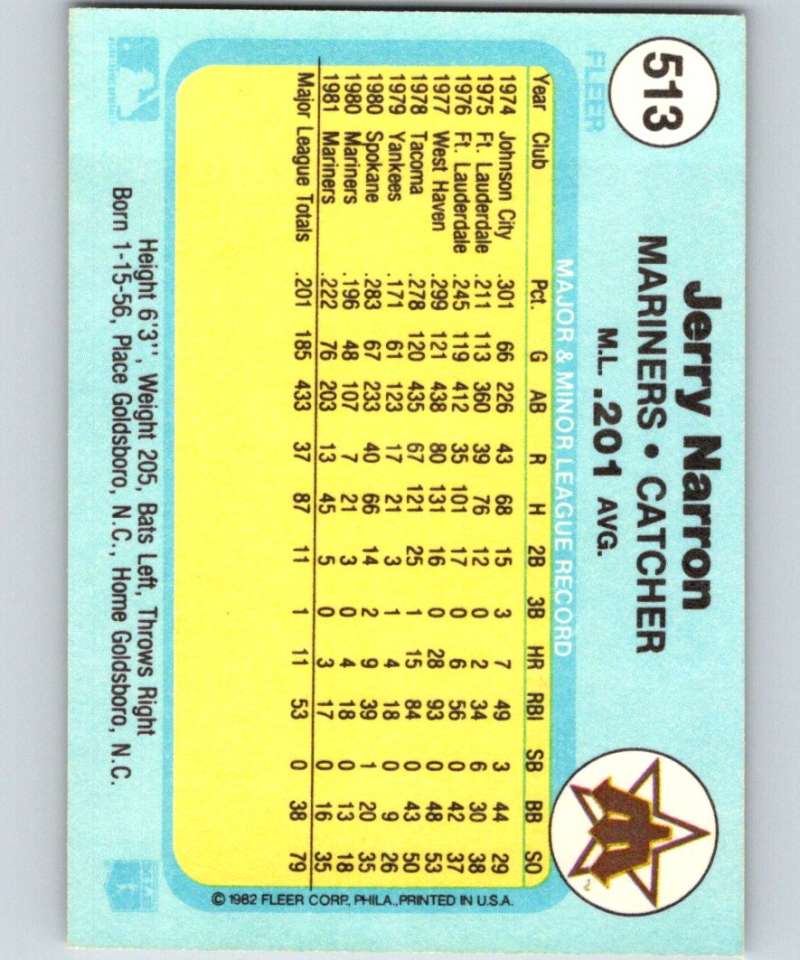 513
FLEER
Jerry Narron
MARINERS • CATCHER
M.L. .201 AVG.
MAJOR & MINOR LEAGUE RECORD
Year Club Pct. G AB R H 2B 3B HR RBI SB BB SO
1974 Johnson City .301 66 226 43 68 15 3 7 49 3 44 29
1975 Ft. Lauderdale .211 113 360 39 76 12 0 2 34 6 30 38
1976 Ft. Lauderdale .245 119 412 35 101 17 0 6 56 0 42 37
1977 West Haven .299 121 438 80 131 16 0 28 93 0 48 53
1978 Tacoma .278 120 435 67 121 25 1 15 84 0 43 50
1979 Yankees .171 61 123 17 21 3 1 4 18 0 9 26
1980 Spokane .283 67 233 40 66 14 2 9 39 1 20 35
1980 Mariners .196 48 107 7 21 3 0 4 18 0 13 18
1981 Mariners .222 76 203 13 45 5 0 3 17 0 16 35
Major League Totals .201 185 433 37 87 11 1 11 53 0 38 79
©1982 FLEER CORP., PHILA., PRINTED IN U.S.A.
Height 6'3'', Weight 205, Bats Left, Throws Right
Born 1-15-56, Place Goldsboro, N.C., Home Goldsboro, N.C.